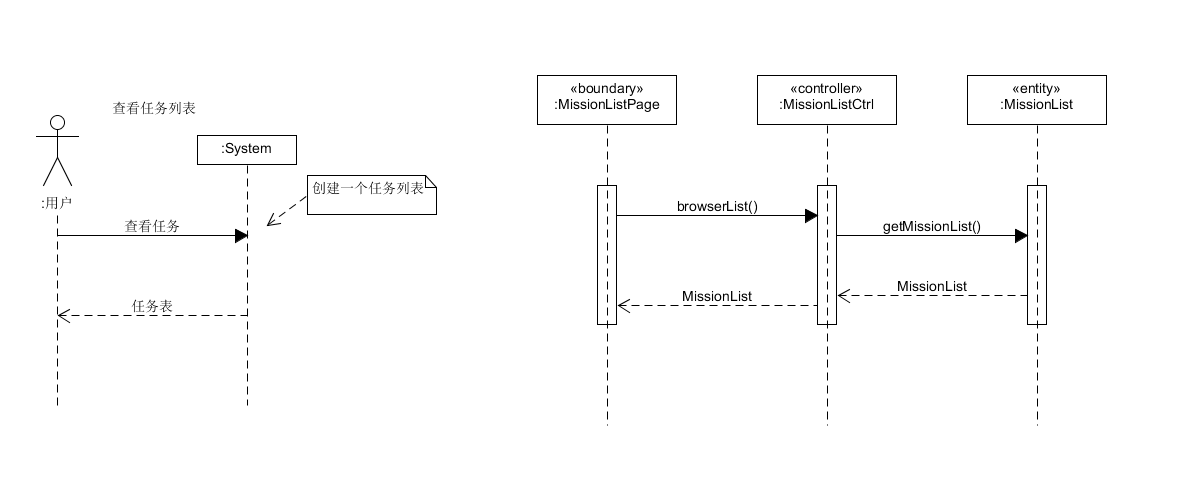 查看任务列表
:System
创建一个任务列表
:用户
查看任务
任务表
«boundary»
:MissionListPage
«controller»
:MissionListCtrl
«entity»
:MissionList
browserList()
getMissionList()
MissionList
MissionList